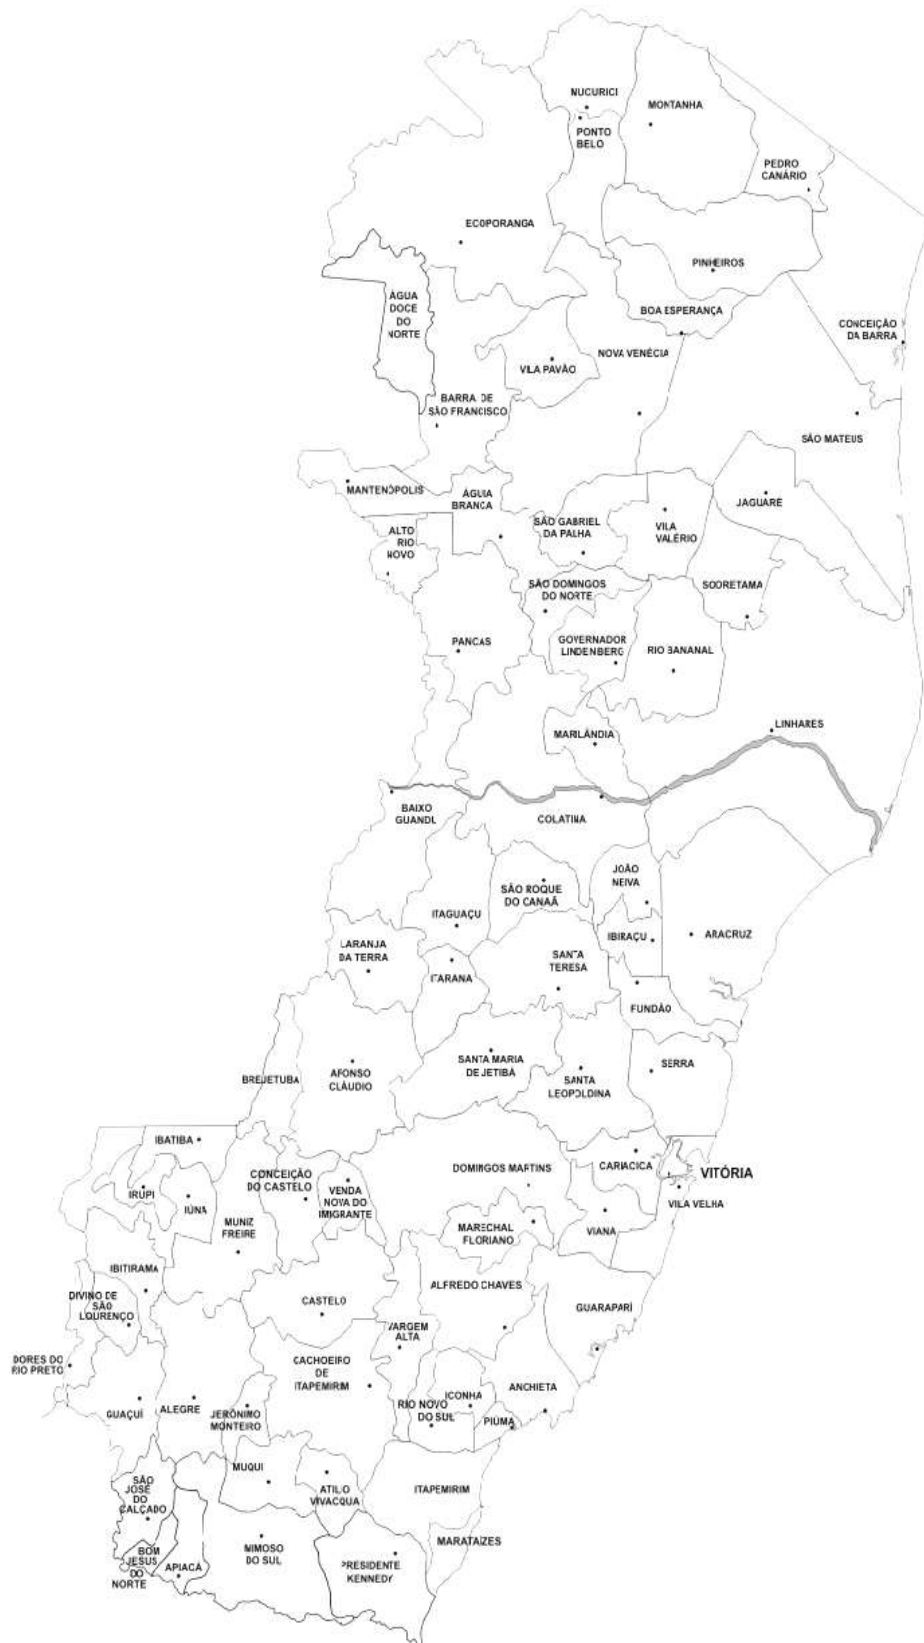 NUCURICI
MONTANHA
PONTO
BELO
PEDRO
CANÁRIO
ECOPORANGA
PINHEIROS
ÁGUA
DOCE
DO
NORTE
BOA ESPERANÇA
CONCEIÇÃO
DA BARRA
NOVA VENÉCIA
VILA PAVÃO
BARRA DE
SÃO FRANCISCO
SÃO MATEUS
MANTENÓPOLIS
ÁGUIA
BRANCA
JAGUARÉ
SÃO GABRIEL
DA PALHA
VILA
VALÉRIO
ALTO
RIO
NOVO
SÃO DOMINGOS
DO NORTE
SOORETAMA
PANCAS
GOVERNADOR
LINDENBERG
RIO BANANAL
LINHARES
MARILÂNDIA
BAIXO
GUANDU
COLATINA
JOÃO
NEIVA
SÃO ROQUE
DO CANAÃ
ITAGUAÇU
IBIRAÇU
ARACRUZ
LARANJA
DA TERRA
ITARANA
SANTA
TERESA
FUNDÃO
SANTA MARIA
DE JETIBÁ
SERRA
AFONSO
CLÁUDIO
BREJETUBA
SANTA
LEOPOLDINA
IBATIBA
CONCEIÇÃO
DO CASTELO
DOMINGOS MARTINS
CARIACICA
VITÓRIA
VENDA
NOVA DO
IMIGRANTE
IRUPI
IÚNA
VILA VELHA
MUNIZ
FREIRE
MARECHAL
FLORIANO
VIANA
IBITIRAMA
ALFREDO CHAVES
DIVINO DE
SÃO
LOURENÇO
CASTELO
GUARAPARÍ
VARGEM
ALTA
DORES DO
RIO PRETO
CACHOEIRO
DE
ITAPEMIRIM
ANCHIETA
ICONHA
RIO NOVO
DO SUL
PIÚMA
GUAÇUÍ
ALEGRE
JERÔNIMO
MONTEIRO
MUQUI
SÃO
JOSÉ
DO
CALÇADO
ATILIO
VIVACQUA
ITAPEMIRIM
MARATAÍZES
MIMOSO
DO SUL
BOM
JESUS
DO
NORTE
APIACÁ
PRESIDENTE
KENNEDY